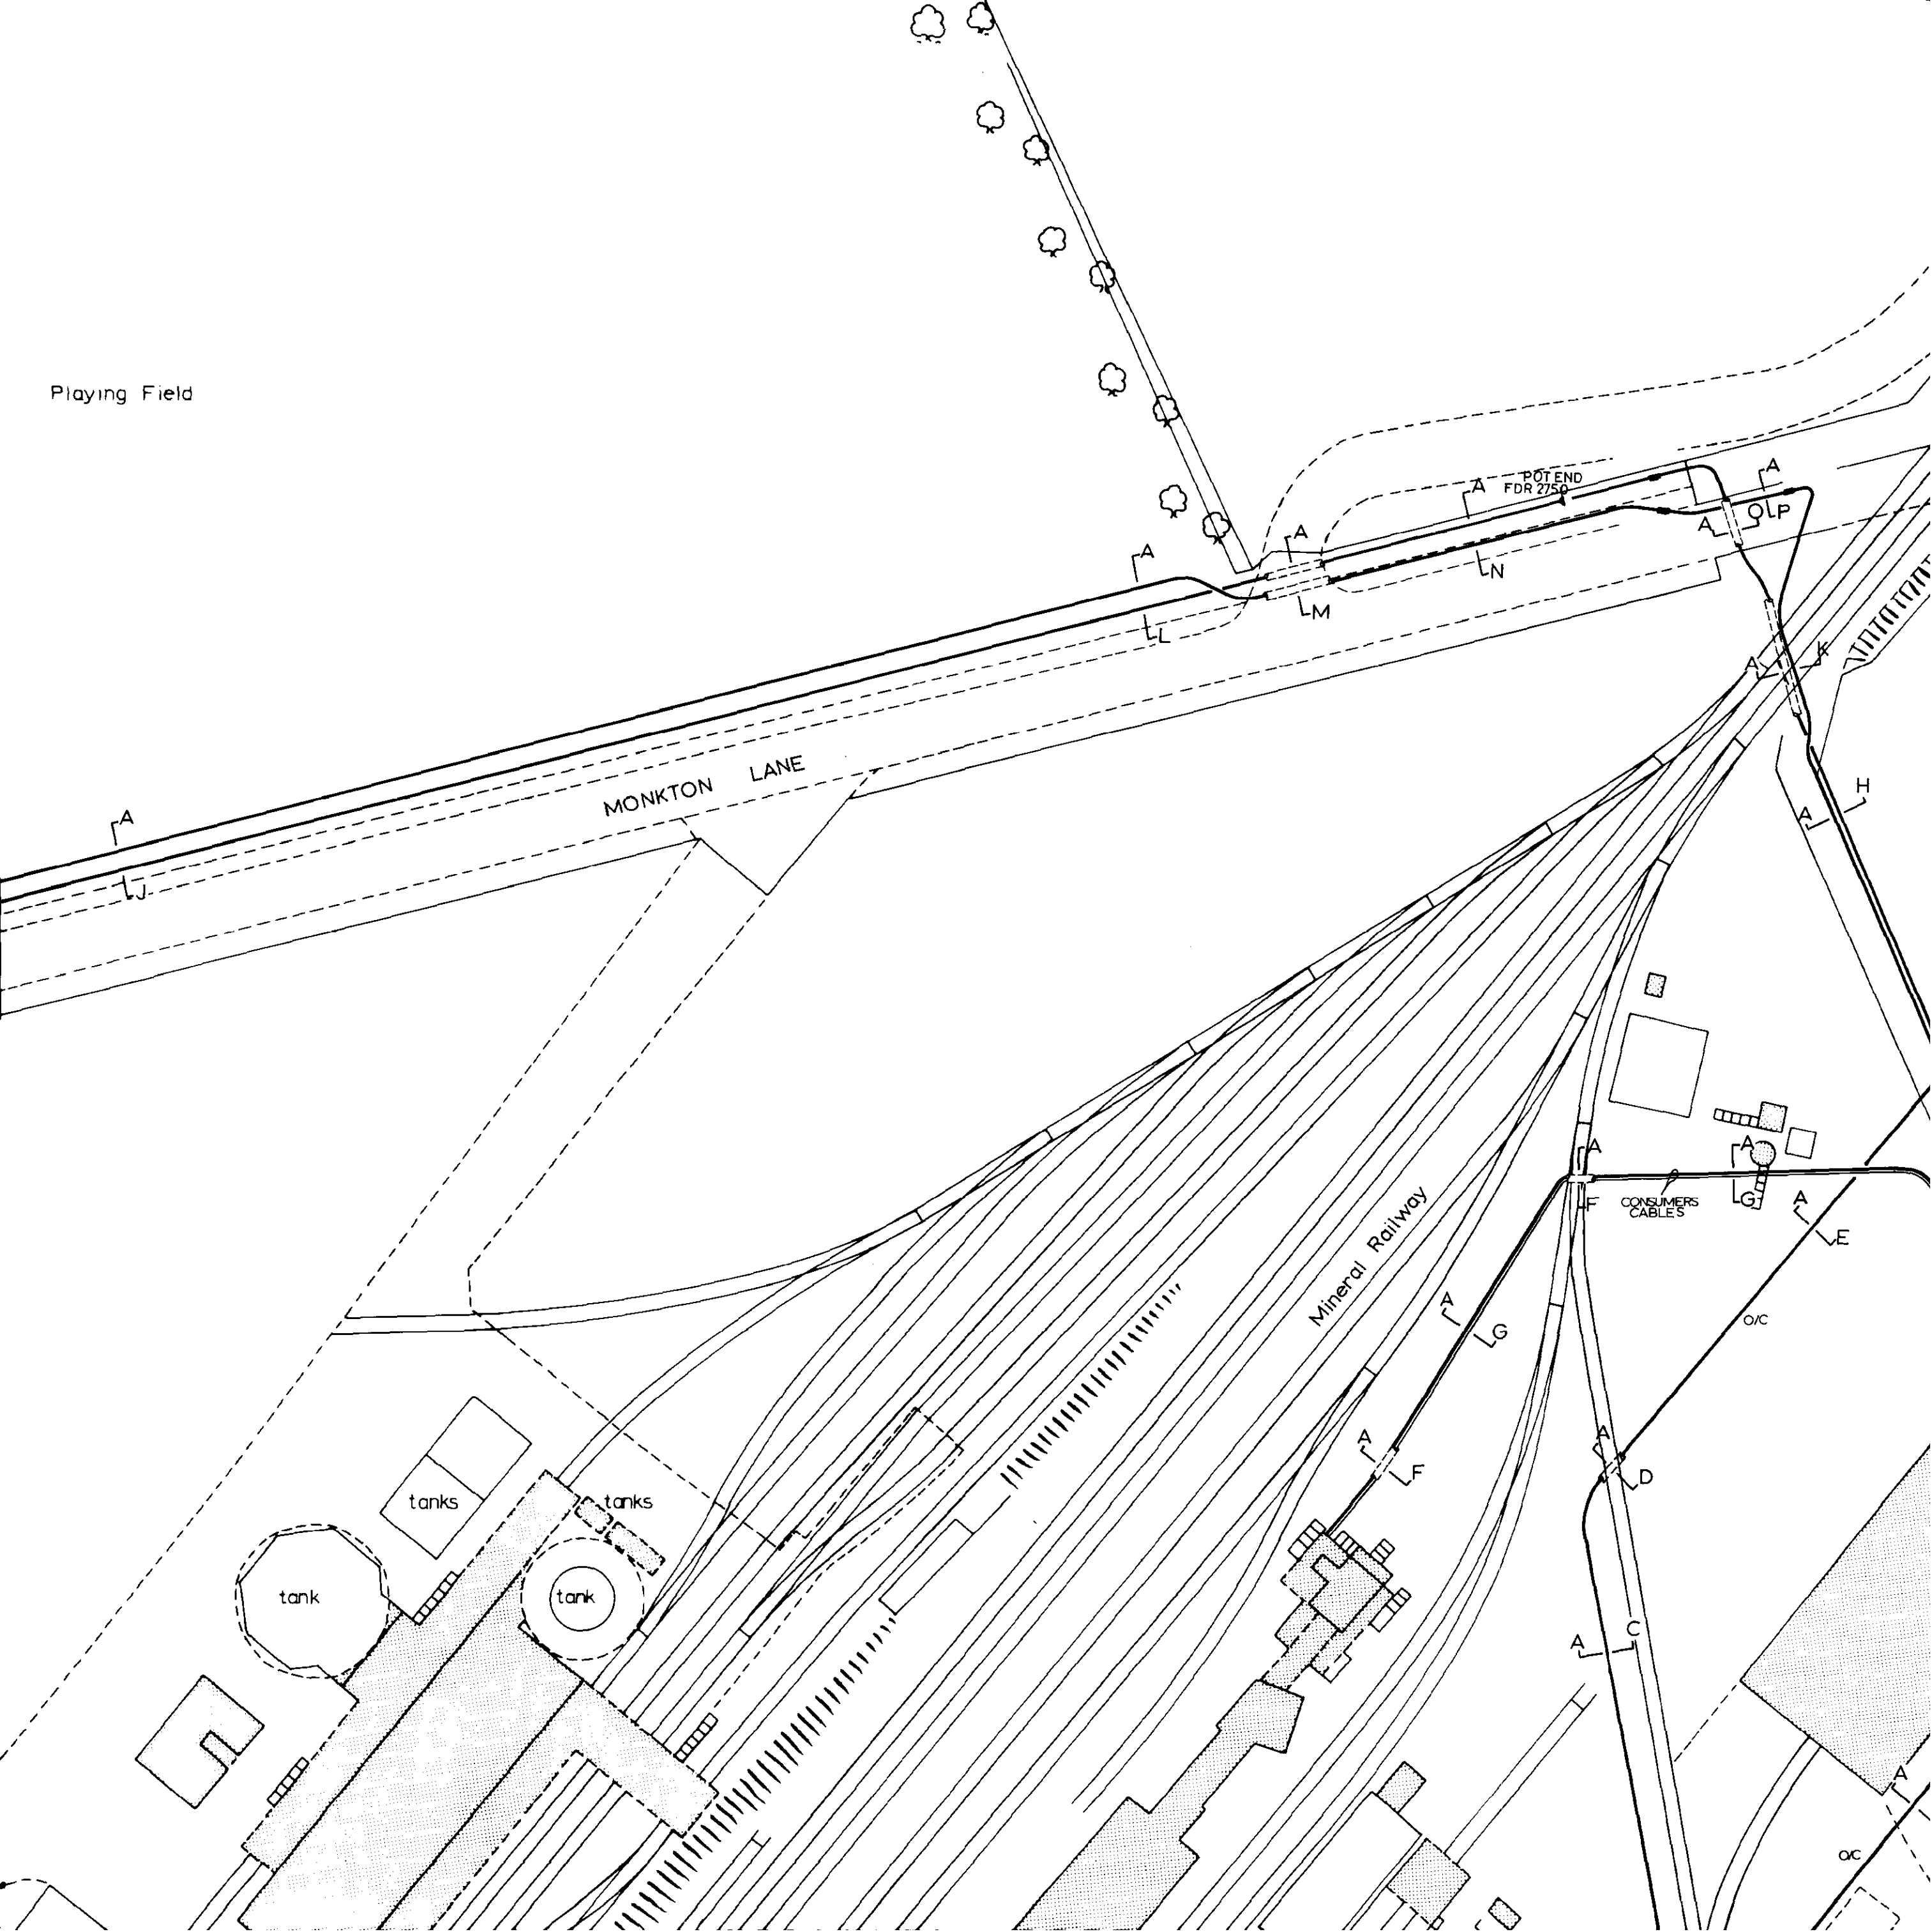 Playing Field
POT END
FDR 2750
A
A
A
A
A
O
P
N
M
L
A
K
MONKTON LANE
H
A
A
J
A
A
F
CONSUMERS
CABLES
G
A
E
Mineral Railway
A
G
O/C
A
F
A
D
tanks
tanks
tank
tank
A
C
A
O/C